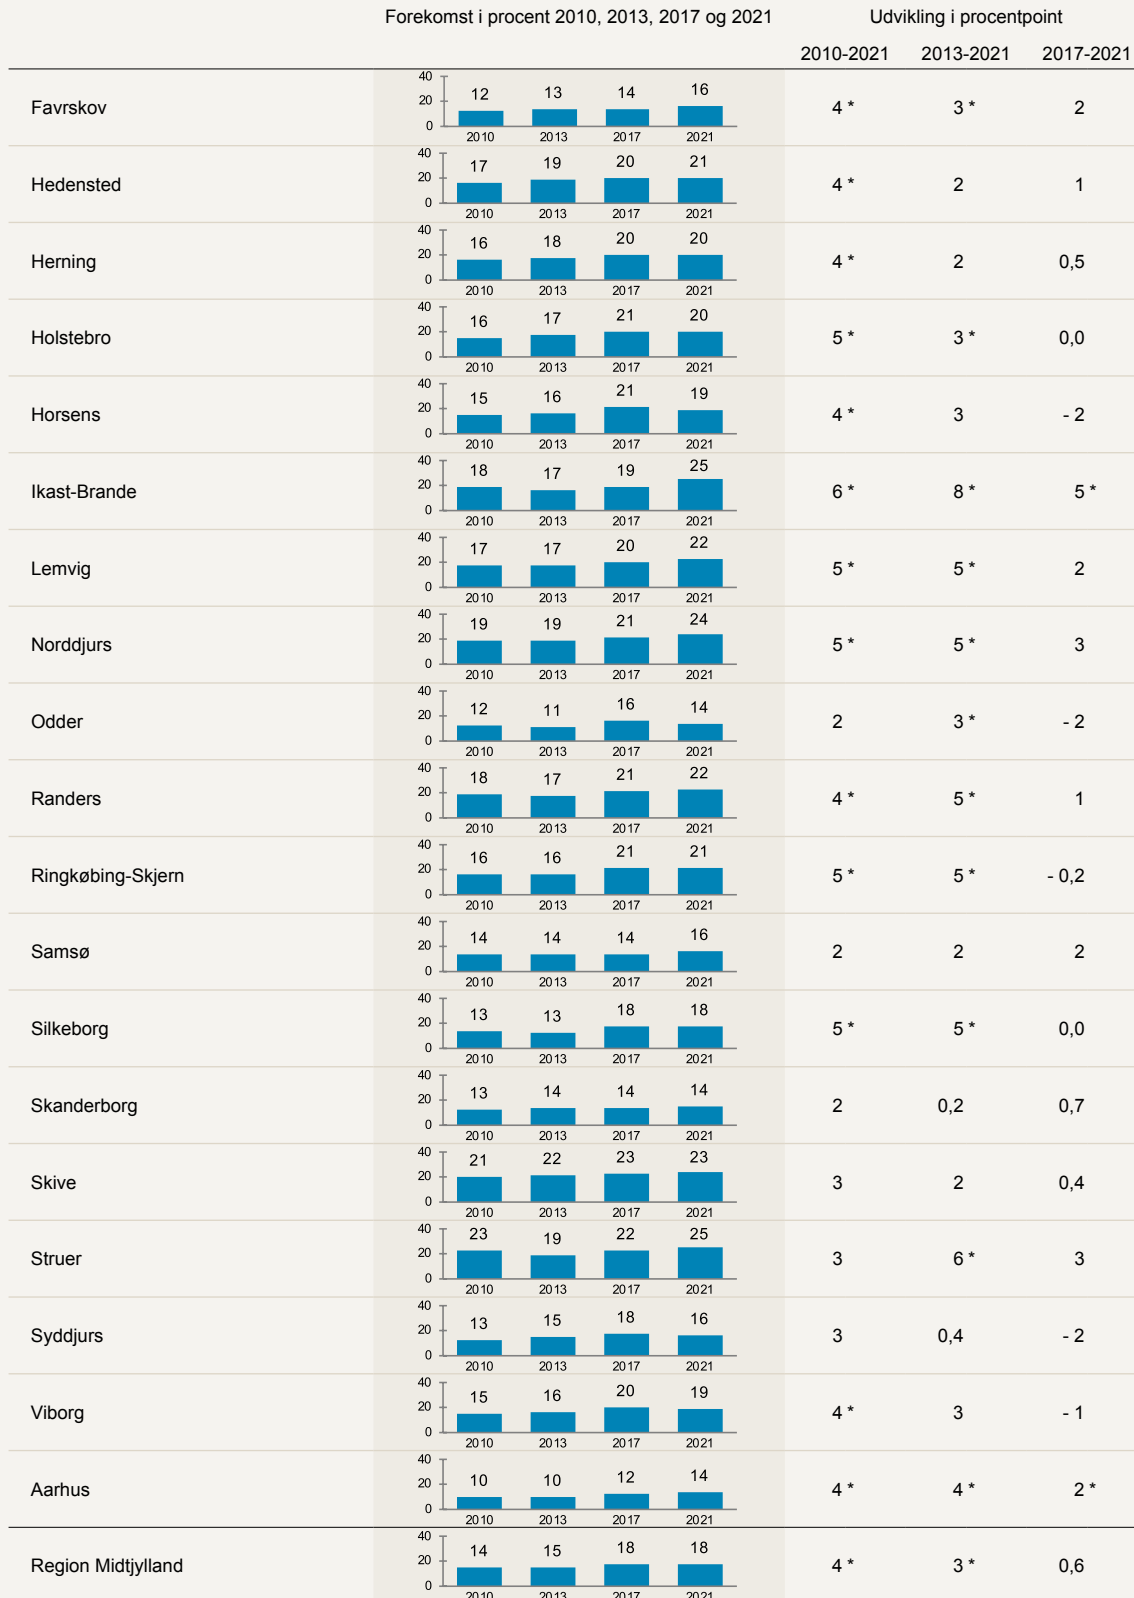 Forekomst i procent 2010, 2013, 2017 og 2021 Udvikling i procentpoint
2010-2021 2013-2021 2017-2021
40
20
0
12 13 14 16
2010 2013 2017 2021
Favrskov 4 * 3 * 2
40
20
0
17 19 20 21
2010 2013 2017 2021
Hedensted 4 * 2 1
40
20
0
16 18 20 20
2010 2013 2017 2021
Herning 4 * 2 0,5
40
20
0
16 17 21 20
2010 2013 2017 2021
Holstebro 5 * 3 * 0,0
40
20
0
15 16 21 19
2010 2013 2017 2021
Horsens 4 * 3 - 2
40
20
0
18 17 19 25
2010 2013 2017 2021
Ikast-Brande 6 * 8 * 5 *
40
20
0
17 17 20 22
2010 2013 2017 2021
Lemvig 5 * 5 * 2
40
20
0
19 19 21 24
2010 2013 2017 2021
Norddjurs 5 * 5 * 3
40
20
0
12 11 16 14
2010 2013 2017 2021
Odder 2 3 * - 2
40
20
0
18 17 21 22
2010 2013 2017 2021
Randers 4 * 5 * 1
40
20
0
16 16 21 21
2010 2013 2017 2021
Ringkøbing-Skjern 5 * 5 * - 0,2
40
20
0
14 14 14 16
2010 2013 2017 2021
Samsø 2 2 2
40
20
0
13 13 18 18
2010 2013 2017 2021
Silkeborg 5 * 5 * 0,0
40
20
0
13 14 14 14
2010 2013 2017 2021
Skanderborg 2 0,2 0,7
40
20
0
21 22 23 23
2010 2013 2017 2021
Skive 3 2 0,4
40
20
0
23 19 22 25
2010 2013 2017 2021
Struer 3 6 * 3
40
20
0
13 15 18 16
2010 2013 2017 2021
Syddjurs 3 0,4 - 2
40
20
0
15 16 20 19
2010 2013 2017 2021
Viborg 4 * 3 - 1
40
20
0
10 10 12 14
2010 2013 2017 2021
Aarhus 4 * 4 * 2 *
40
20
0
14 15 18 18
2010 2013 2017 2021
Region Midtjylland 4 * 3 * 0,6